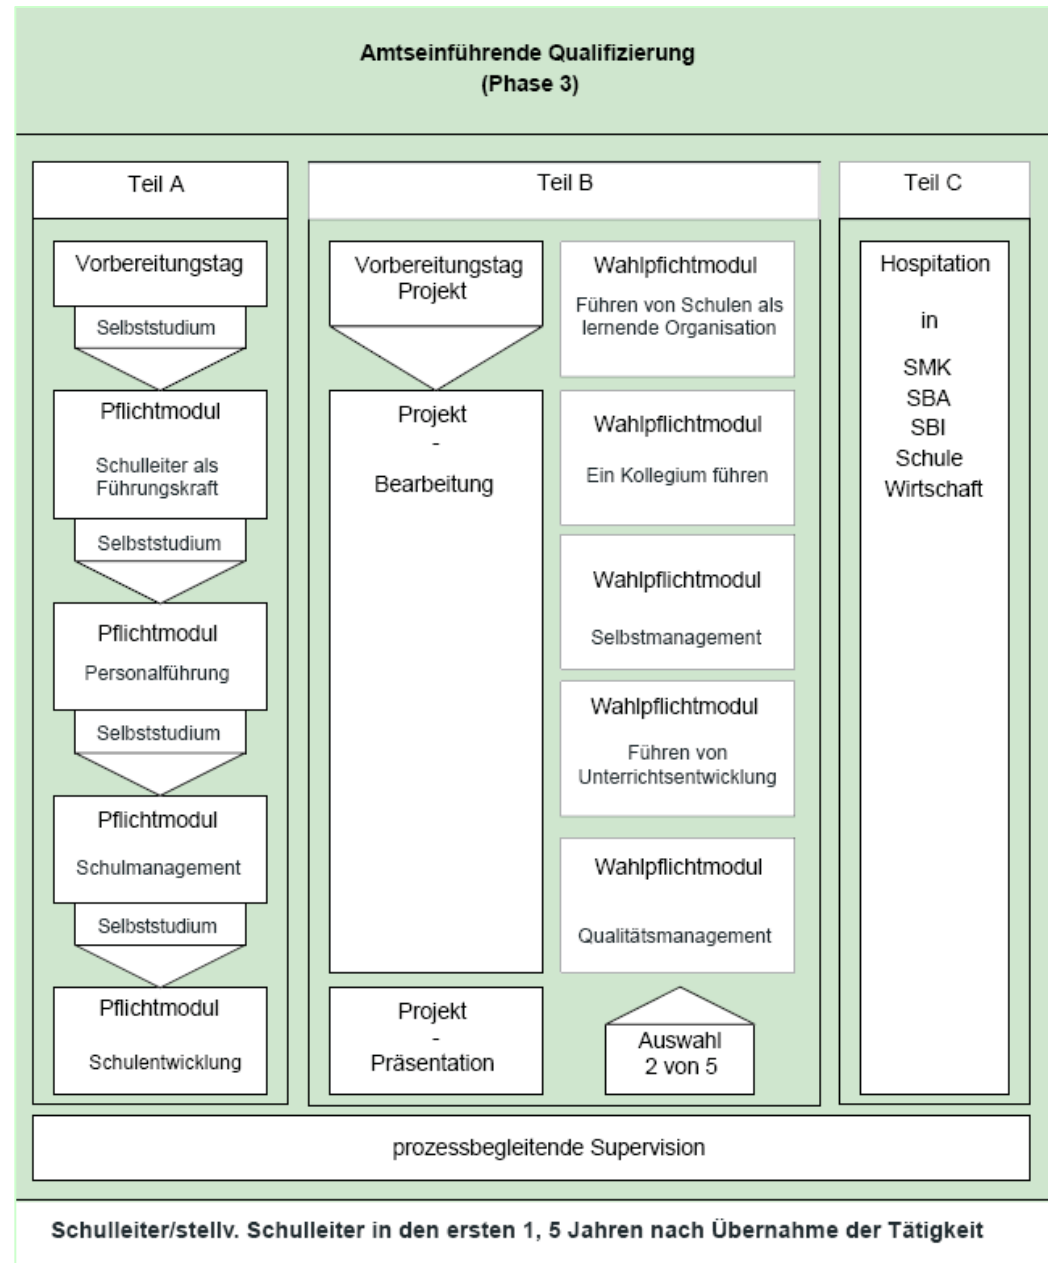 Amtseinführende Qualifizierung
(Phase 3)
Teil A
Vorbereitungstag
Selbststudium
Pflichtmodul
Schulleiter als
Führungskraft
Selbststudium
Pflichtmodul
Personalführung
Selbststudium
Pflichtmodul
Schulmanagement
Selbststudium
Pflichtmodul
Schulentwicklung
Teil B
Vorbereitungstag
Projekt
Projekt
-
Bearbeitung
Projekt
-
Präsentation
Wahlpfichtmodul
Führen von Schulen als
lernende Organisation
Wahlpflichtmodul
Ein Kollegium führen
Wahlpflichtmodul
Selbstmanagement
Wahlpflichtmodul
Führen von
Unterrichtsentwicklung
Wahlpflichtmodul
Qualitätsmanagement
Auswahl
2 von 5
Teil C
Hospitation
in
SMK
SBA
SBI
Schule
Wirtschaft
prozessbegleitende Supervision
Schulleiter/stellv. Schulleiter in den ersten 1, 5 Jahren nach Übernahme der Tätigkeit